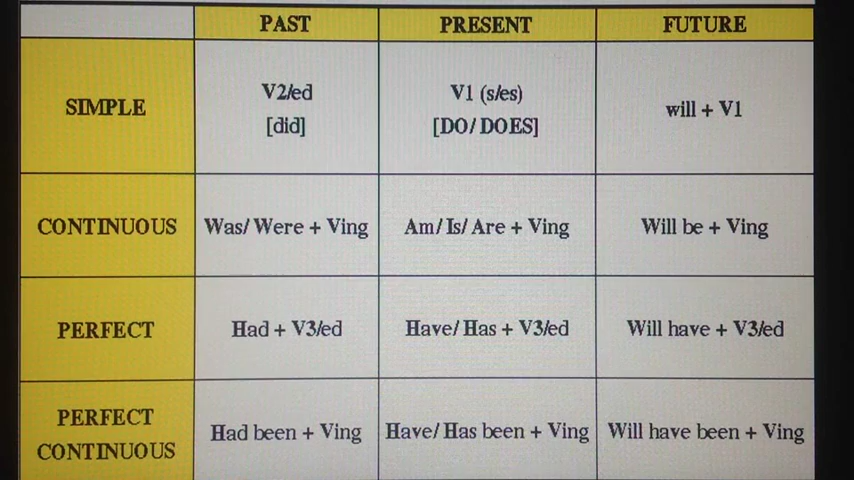 PAST PRESENT FUTURE
SIMPLE
V2/ed
[did]
V1 (s/es)
[DO/ DOES]
will + V1
CONTINUOUS
Was/ Were + Ving
Am/ Is/ Are + Ving
Will be + Ving
PERFECT
Had + V3/ed
Have/ Has + V3/ed
Will have + V3/ed
PERFECT
CONTINUOUS
Had been + Ving
Have/ Has been + Ving
Will have been + Ving